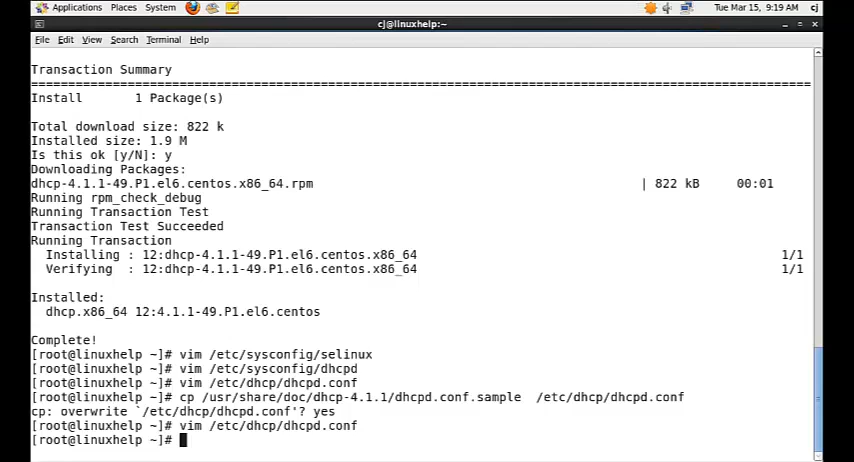 Applications Places System Tue Mar 15, 9:19 AM cj
cj@linuxhelp:~
File Edit View Search Terminal Help
Transaction Summary
================================================================================
Install 1 Package(s)
Total download size: 822 k
Installed size: 1.9 M
Is this ok [y/N]: y
Downloading Packages:
dhcp-4.1.1-49.P1.el6.centos.x86_64.rpm | 822 kB 00:01
Running rpm_check_debug
Running Transaction Test
Transaction Test Succeeded
Running Transaction
Installing : 12:dhcp-4.1.1-49.P1.el6.centos.x86_64 1/1
Verifying : 12:dhcp-4.1.1-49.P1.el6.centos.x86_64 1/1
Installed:
dhcp.x86_64 12:4.1.1-49.P1.el6.centos
Complete!
[root@linuxhelp ~]# vim /etc/sysconfig/selinux
[root@linuxhelp ~]# vim /etc/sysconfig/dhcpd
[root@linuxhelp ~]# vim /etc/dhcp/dhcpd.conf
[root@linuxhelp ~]# cp /usr/share/doc/dhcp-4.1.1/dhcpd.conf.sample /etc/dhcp/dhcpd.conf
cp: overwrite `/etc/dhcp/dhcpd.conf'? yes
[root@linuxhelp ~]# vim /etc/dhcp/dhcpd.conf
[root@linuxhelp ~]#